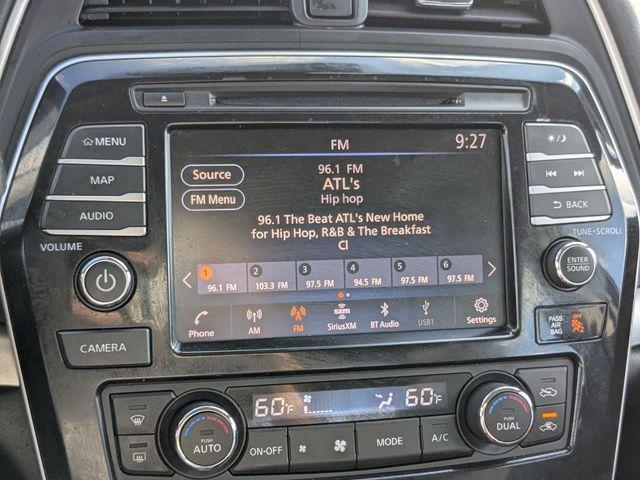 FM 9:27
MENU
MAP
AUDIO
VOLUME
Source
FM Menu
96.1 FM
ATL's
Hip hop
96.1 The Beat ATL's New Home
for Hip Hop, R&B & The Breakfast
Cl
1 2 3 4 5 6
96.1 FM 103.3 FM 97.5 FM 94.5 FM 97.5 FM 97.5 FM
Phone AM FM sxm SiriusXM BT Audio USB1 Settings
BACK
TUNE·SCROLL
ENTER
SOUND
PASS
AIR
BAG
OFF
CAMERA
60°F 60°F
PUSH
AUTO
ON·OFF
MODE
A/C
PUSH
DUAL